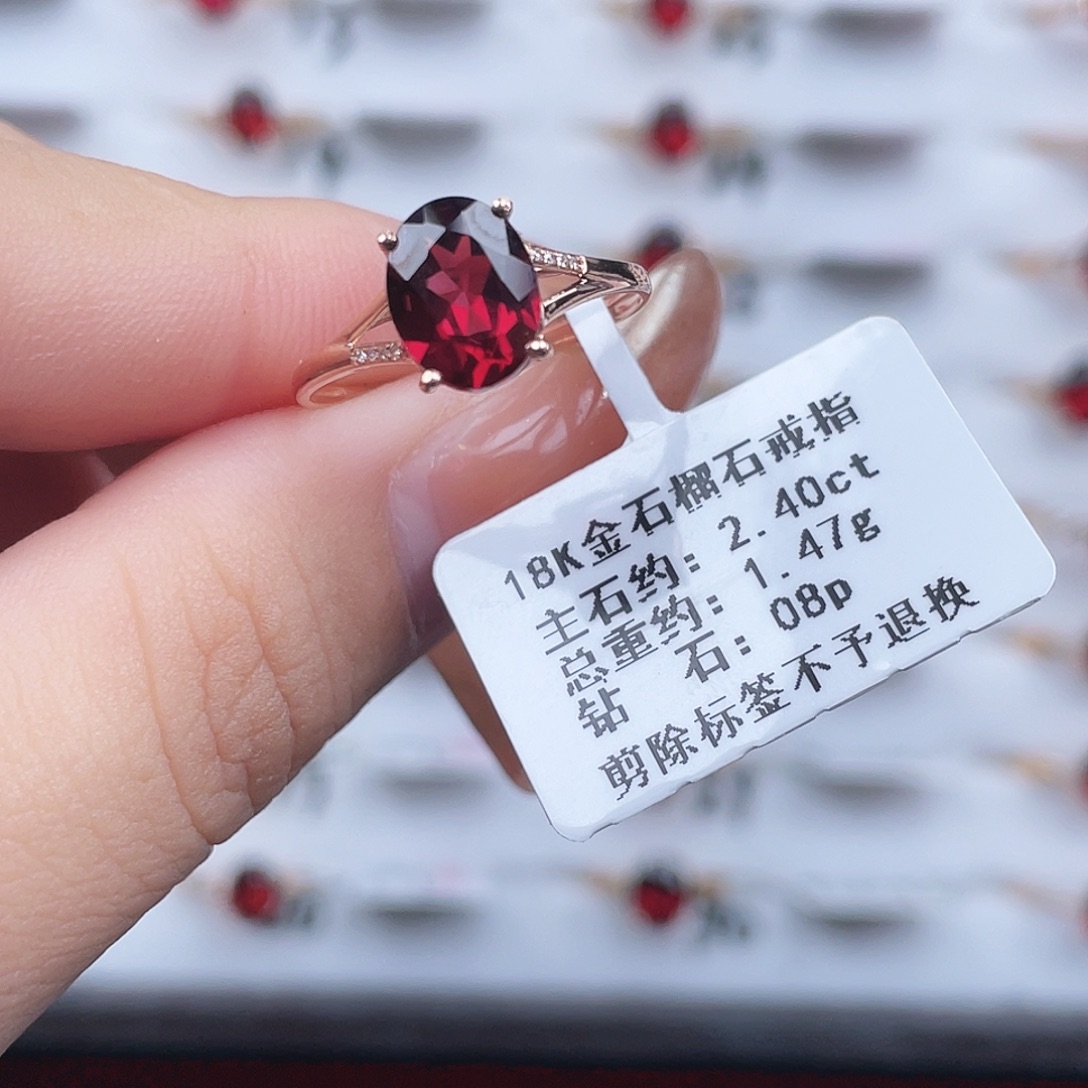 18K金石榴石戒指
主石约: 2.40ct
总重约: 1.47g
钻 石: 08p
剪除标签不予退换